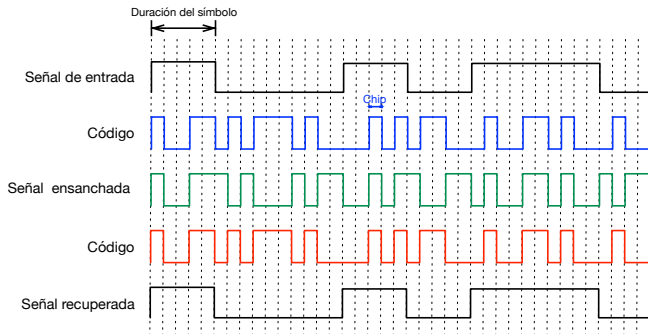 Duración del símbolo
Señal de entrada
Chip
Código
Señal ensanchada
Código
Señal recuperada